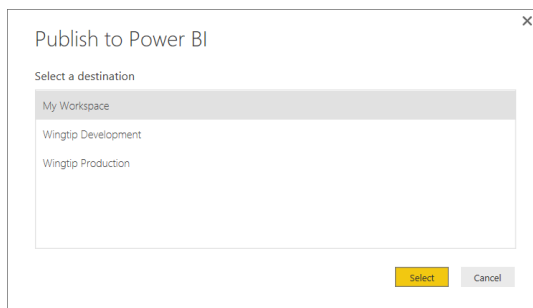 Publish to Power BI
Select a destination
My Workspace
Wingtip Development
Wingtip Production
Select Cancel